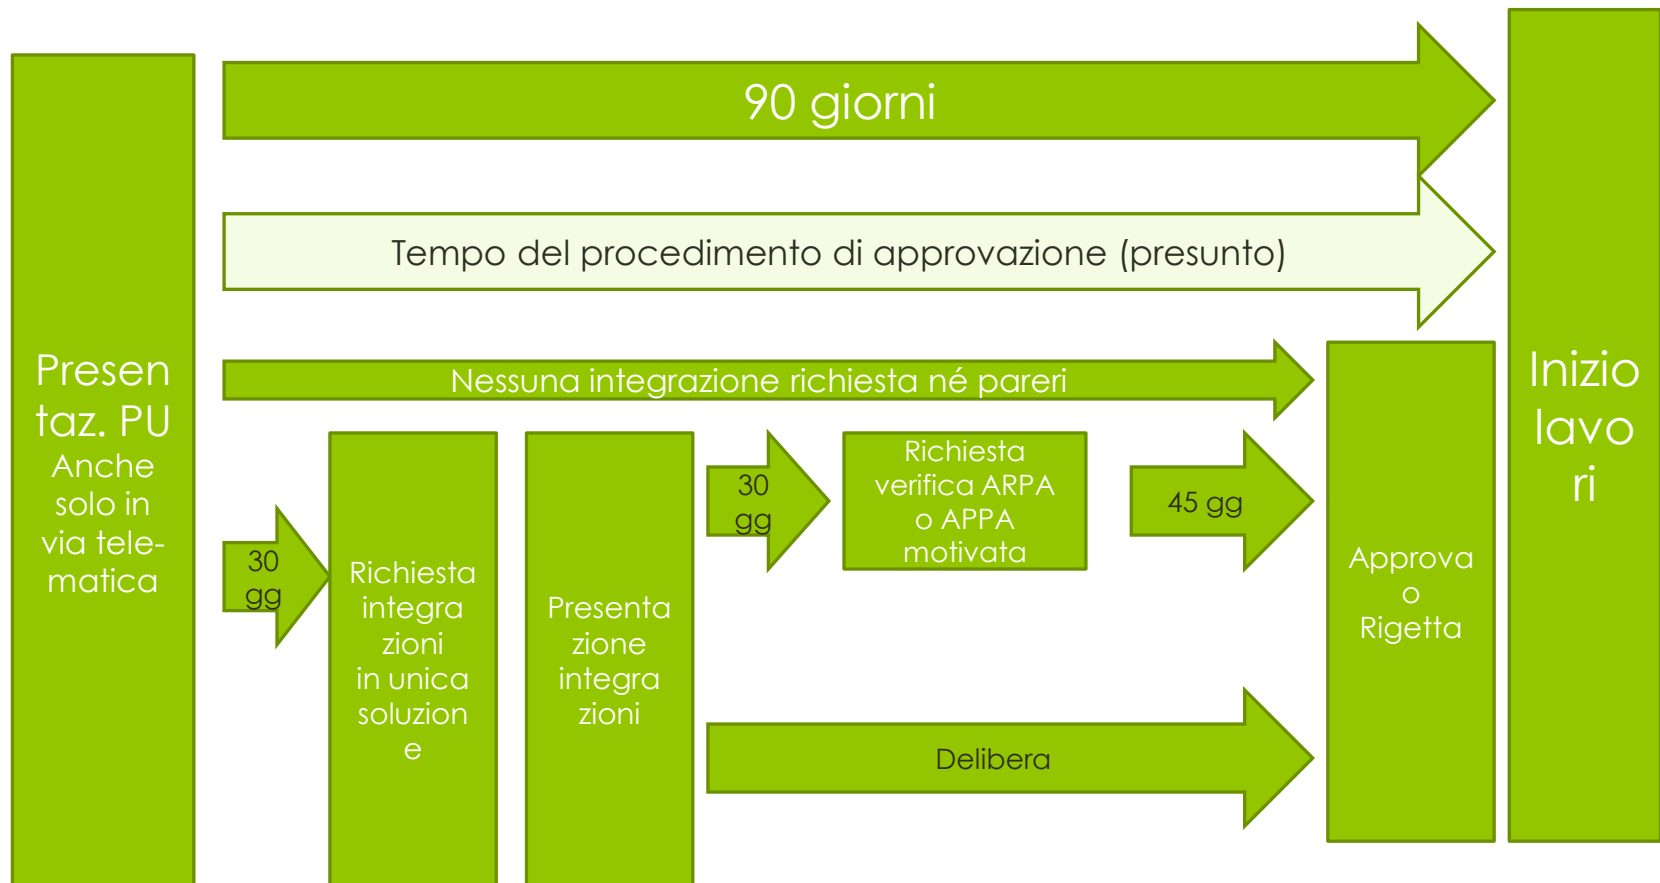 Presen
taz. PU
Anche
solo in
via tele-
matica
90 giorni
Tempo del procedimento di approvazione (presunto)
Nessuna integrazione richiesta né pareri
30
gg
Richiesta
integra
zioni
in unica
soluzion
e
Presenta
zione
integra
zioni
30
gg
Richiesta
verifica ARPA
o APPA
motivata
45 gg
Delibera
Approva
o
Rigetta
Inizio
lavo
ri